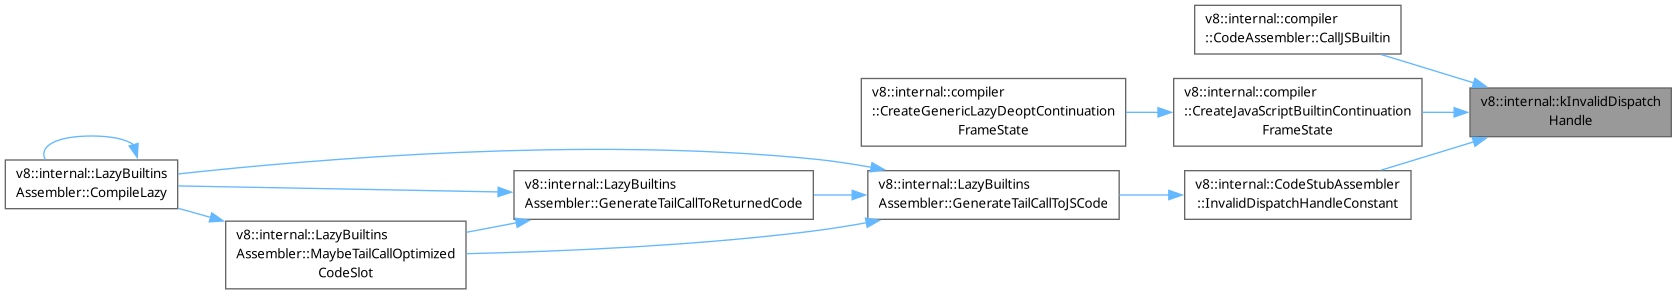 v8::internal::compiler
::CodeAssembler::CallJSBuiltin
v8::internal::compiler
::CreateGenericLazyDeoptContinuation
FrameState
v8::internal::compiler
::CreateJavaScriptBuiltinContinuation
FrameState
v8::internal::kInvalidDispatch
Handle
v8::internal::LazyBuiltins
Assembler::CompileLazy
v8::internal::LazyBuiltins
Assembler::GenerateTailCallToReturnedCode
v8::internal::LazyBuiltins
Assembler::GenerateTailCallToJSCode
v8::internal::CodeStubAssembler
::InvalidDispatchHandleConstant
v8::internal::LazyBuiltins
Assembler::MaybeTailCallOptimized
CodeSlot